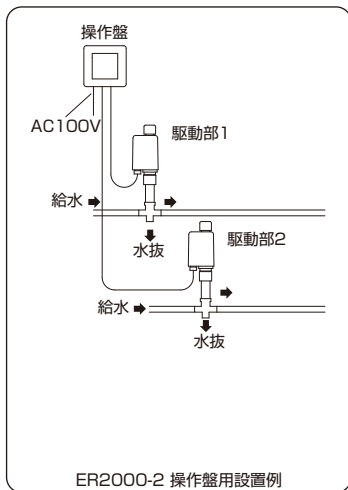 操作盤
AC100V
駆動部1
給水
水抜
駆動部2
給水
水抜
ER2000-2 操作盤用設置例